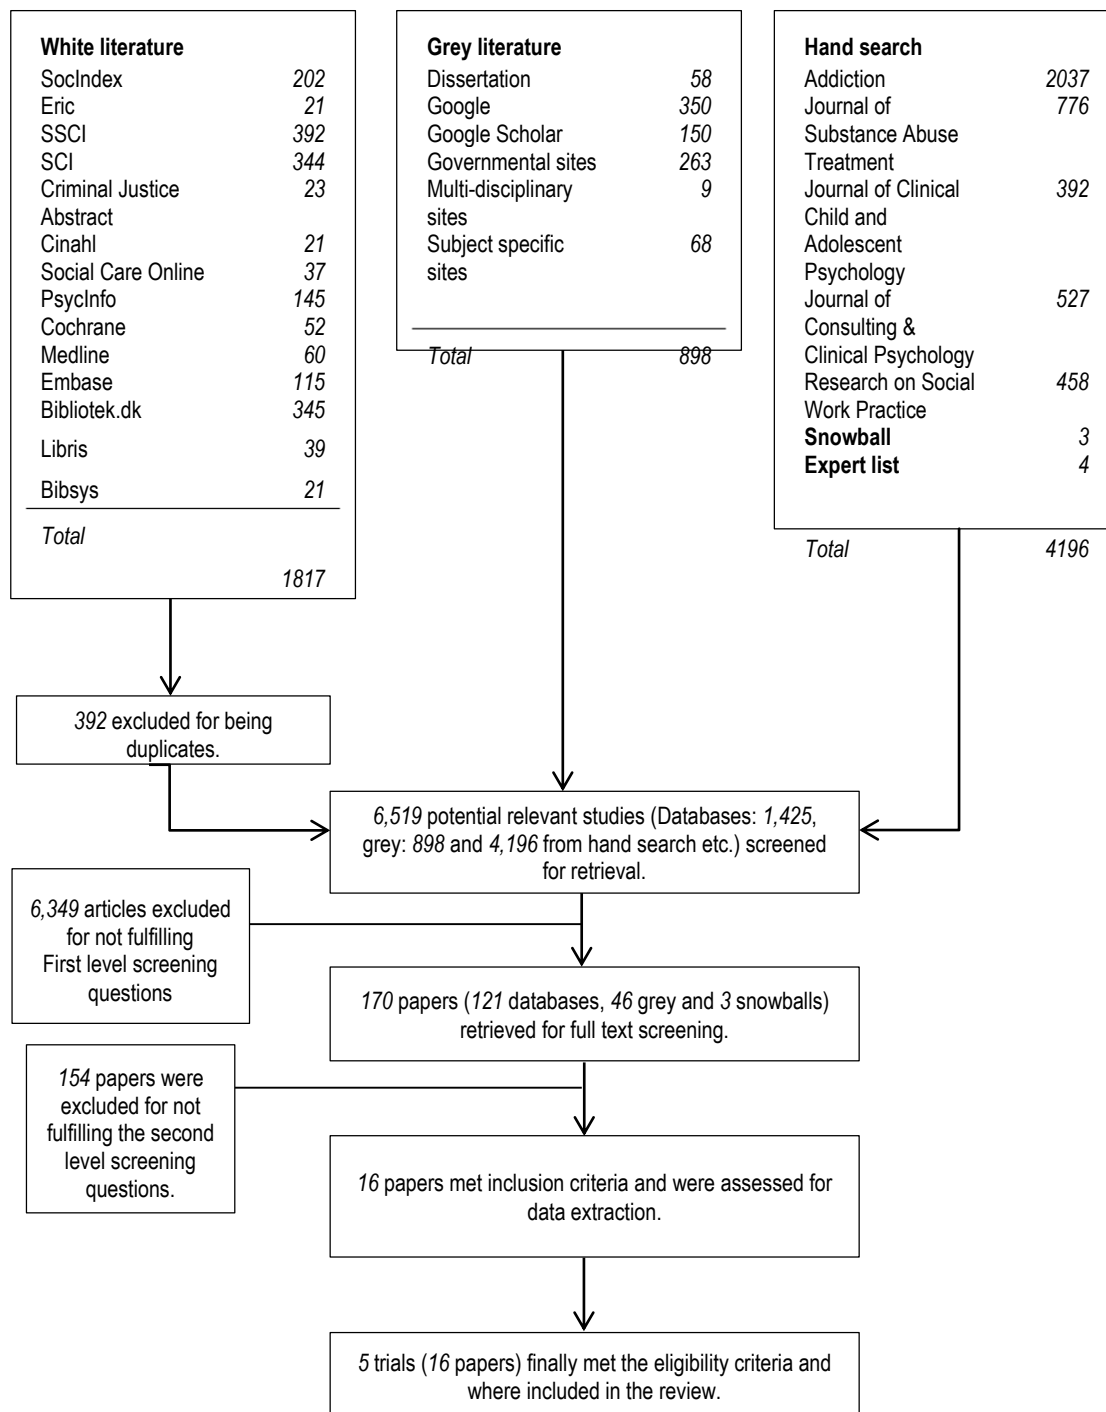 White literature
SocIndex 202
Eric 21
SSCI 392
SCI 344
Criminal Justice 23
Abstract
Cinahl 21
Social Care Online 37
PsycInfo 145
Cochrane 52
Medline 60
Embase 115
Bibliotek.dk 345
Libris 39
Bibsys 21
Total
1817
Grey literature
Dissertation 58
Google 350
Google Scholar 150
Governmental sites 263
Multi-disciplinary 9
sites
Subject specific 68
sites
Total 898
Hand search
Addiction 2037
Journal of 776
Substance Abuse
Treatment
Journal of Clinical 392
Child and
Adolescent
Psychology
Journal of 527
Consulting &
Clinical Psychology
Research on Social 458
Work Practice
Snowball 3
Expert list 4
Total 4196
392 excluded for being
duplicates.
6,519 potential relevant studies (Databases: 1,425,
grey: 898 and 4,196 from hand search etc.) screened
for retrieval.
6,349 articles excluded
for not fulfilling
First level screening
questions
170 papers (121 databases, 46 grey and 3 snowballs)
retrieved for full text screening.
154 papers were
excluded for not
fulfilling the second
level screening
questions.
16 papers met inclusion criteria and were assessed for
data extraction.
5 trials (16 papers) finally met the eligibility criteria and
where included in the review.